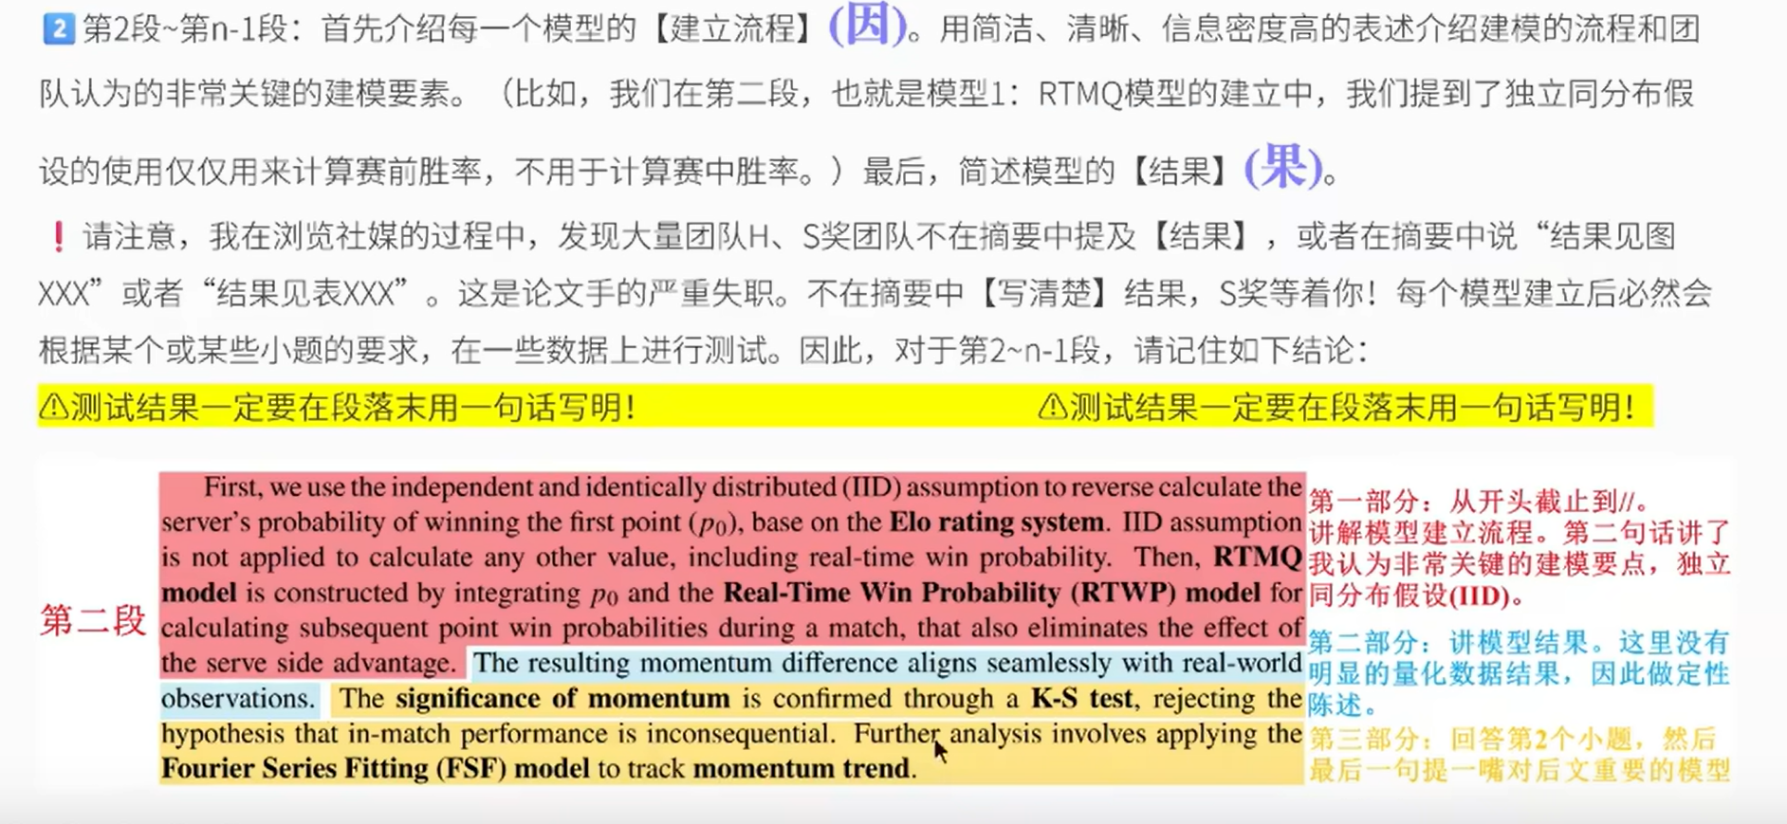 2 第2段~第n-1段：首先介绍每一个模型的【建立流程】(因)。用简洁、清晰、信息密度高的表述介绍建模的流程和团
队认为的非常关键的建模要素。（比如，我们在第二段，也就是模型1：RTMQ模型的建立中，我们提到了独立同分布假
设的使用仅仅用来计算赛前胜率，不用于计算赛中胜率。）最后，简述模型的【结果】(果)。
❗请注意，我在浏览社媒的过程中，发现大量团队H、S奖团队不在摘要中提及【结果】，或者在摘要中说“结果见图
XXX”或者“结果见表XXX”。这是论文手的严重失职。不在摘要中【写清楚】结果，S奖等着你！每个模型建立后必然会
根据某个或某些小题的要求，在一些数据上进行测试。因此，对于第2~n-1段，请记住如下结论：
⚠测试结果一定要在段落末用一句话写明！ ⚠测试结果一定要在段落末用一句话写明！
第二段
First, we use the independent and identically distributed (IID) assumption to reverse calculate the
server's probability of winning the first point (p₀), base on the Elo rating system. IID assumption
is not applied to calculate any other value, including real-time win probability. Then, RTMQ
model is constructed by integrating p₀ and the Real-Time Win Probability (RTWP) model for
calculating subsequent point win probabilities during a match, that also eliminates the effect of
the serve side advantage. The resulting momentum difference aligns seamlessly with real-world
observations. The significance of momentum is confirmed through a K-S test, rejecting the
hypothesis that in-match performance is inconsequential. Further analysis involves applying the
Fourier Series Fitting (FSF) model to track momentum trend.
第一部分：从开头截止到//。
讲解模型建立流程。第二句话讲了
我认为非常关键的建模要点，独立
同分布假设(IID)。
第二部分：讲模型结果。这里没有
明显的量化数据结果，因此做定性
陈述。
第三部分：回答第2个小题，然后
最后一句提一嘴对后文重要的模型